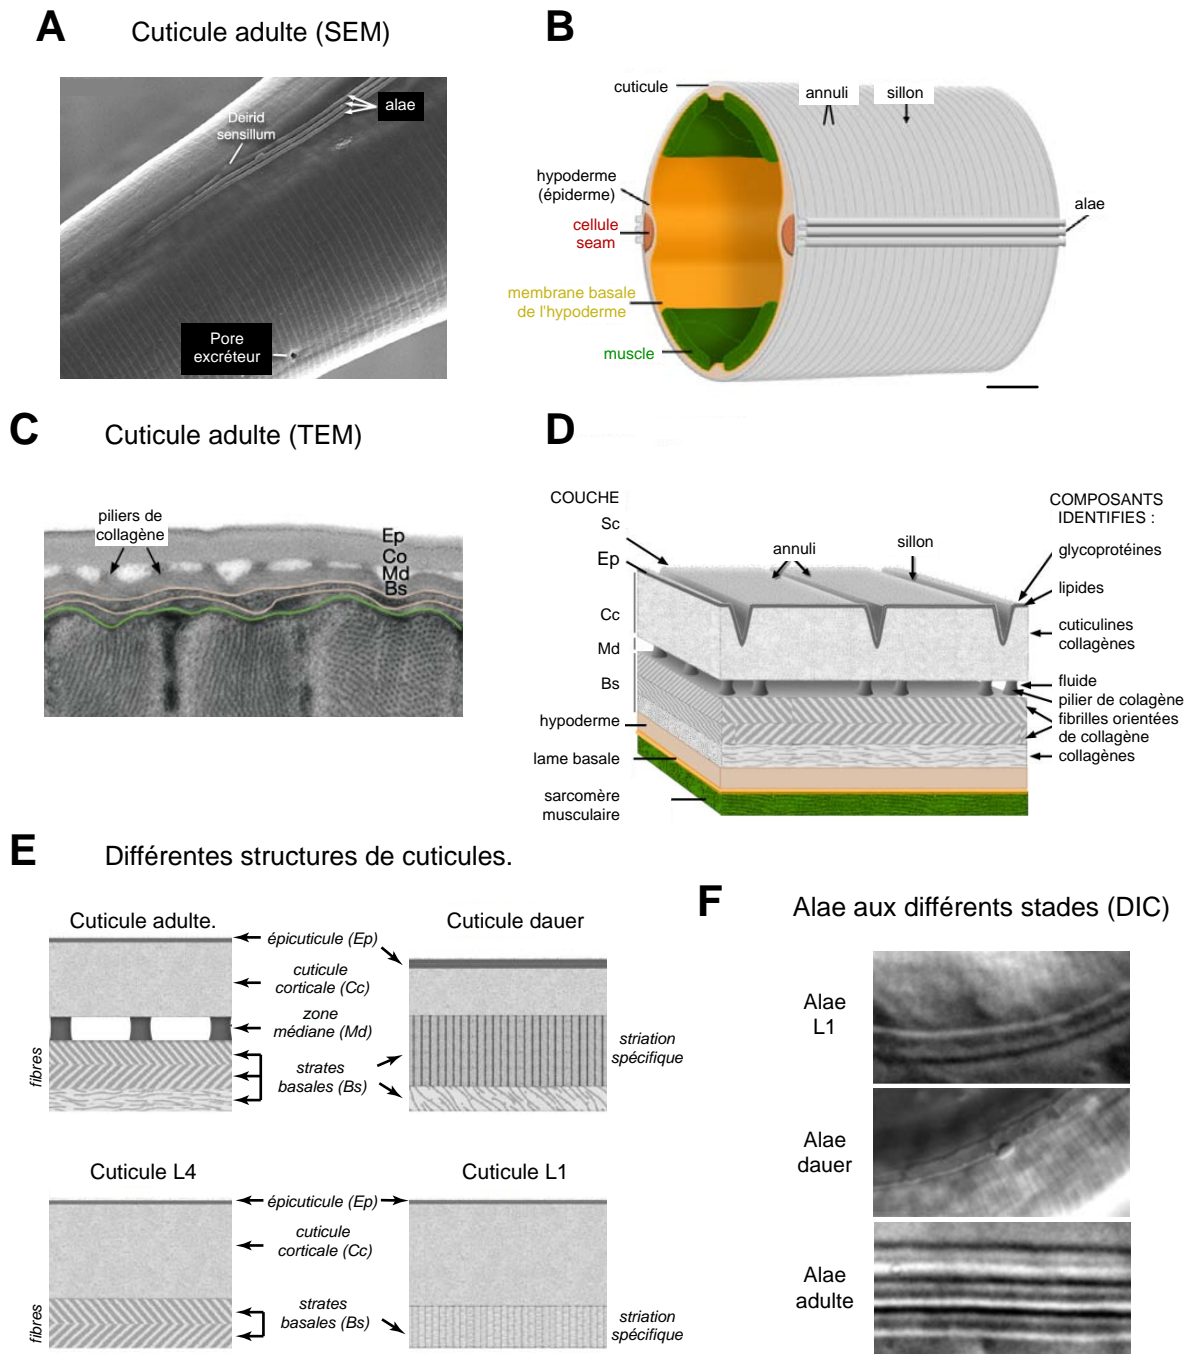 A Cuticule adulte (SEM)
alae
Deirid
sensillum
Pore
excréteur
B
cuticule
annuli
sillon
hypoderme
(épiderme)
cellule
seam
alae
membrane basale
de l'hypoderme
muscle
C Cuticule adulte (TEM)
piliers de
collagène
Ep
Co
Md
Bs
D
COUCHE
Sc
Ep
Cc
Md
Bs
hypoderme
lame basale
sarcomère
musculaire
annuli
sillon
COMPOSANTS
IDENTIFIES :
glycoprotéines
lipides
cuticulines
collagènes
fluide
pilier de colagène
fibrilles orientées
de collagène
collagènes
E Différentes structures de cuticules.
Cuticule adulte.
Cuticule dauer
épicuticule (Ep)
cuticule
corticale (Cc)
zone
médiane (Md)
strates
basales (Bs)
fibres
striation
spécifique
Cuticule L4
Cuticule L1
épicuticule (Ep)
cuticule
corticale (Cc)
strates
basales (Bs)
fibres
striation
spécifique
F Alae aux différents stades (DIC)
Alae
L1
Alae
dauer
Alae
adulte